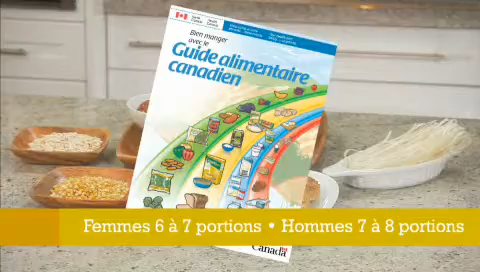 Bien manger
avec le
Guide alimentaire
canadien
Femmes 6 à 7 portions • Hommes 7 à 8 portions
Canada